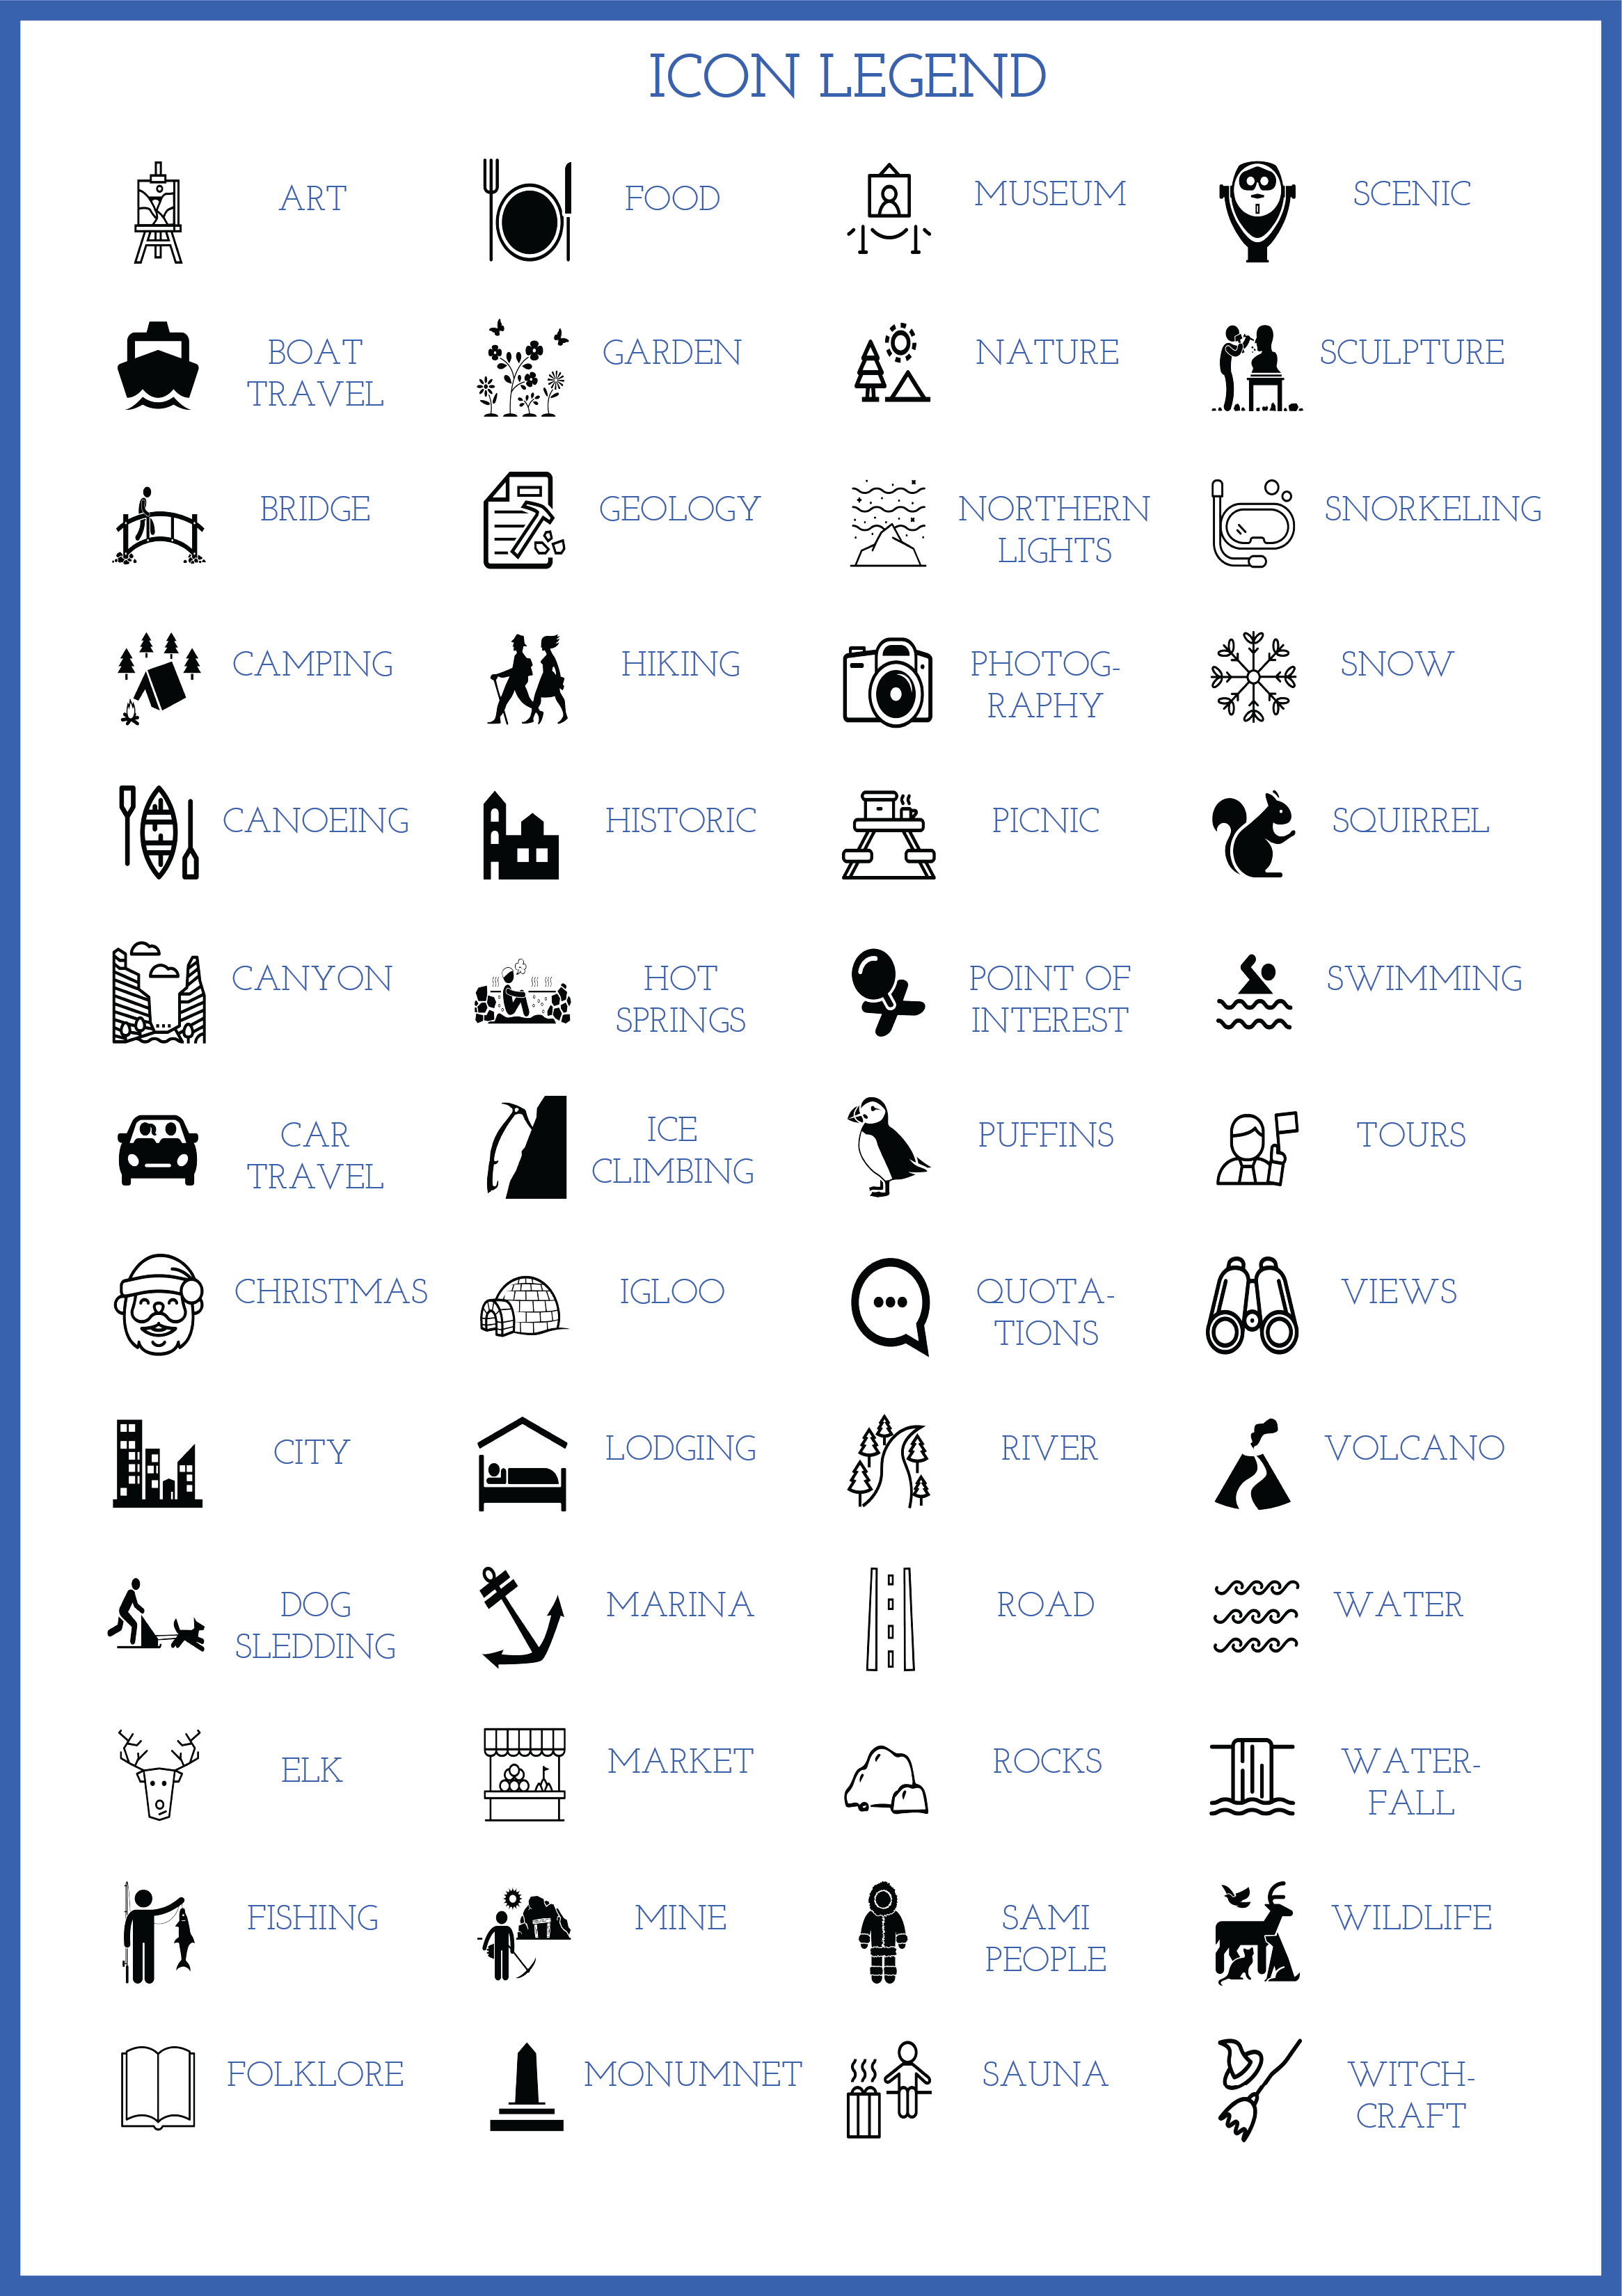 ICON LEGEND
ART
FOOD
MUSEUM
SCENIC
BOAT
TRAVEL
GARDEN
NATURE
SCULPTURE
BRIDGE
GEOLOGY
NORTHERN
LIGHTS
SNORKELING
CAMPING
HIKING
PHOTOG-
RAPHY
SNOW
CANOEING
HISTORIC
PICNIC
SQUIRREL
CANYON
HOT
SPRINGS
POINT OF
INTEREST
SWIMMING
CAR
TRAVEL
ICE
CLIMBING
PUFFINS
TOURS
CHRISTMAS
IGLOO
QUOTA-
TIONS
VIEWS
CITY
LODGING
RIVER
VOLCANO
DOG
SLEDDING
MARINA
ROAD
WATER
ELK
MARKET
ROCKS
WATER-
FALL
FISHING
MINE
SAMI
PEOPLE
WILDLIFE
FOLKLORE
MONUMNET
SAUNA
WITCH-
CRAFT